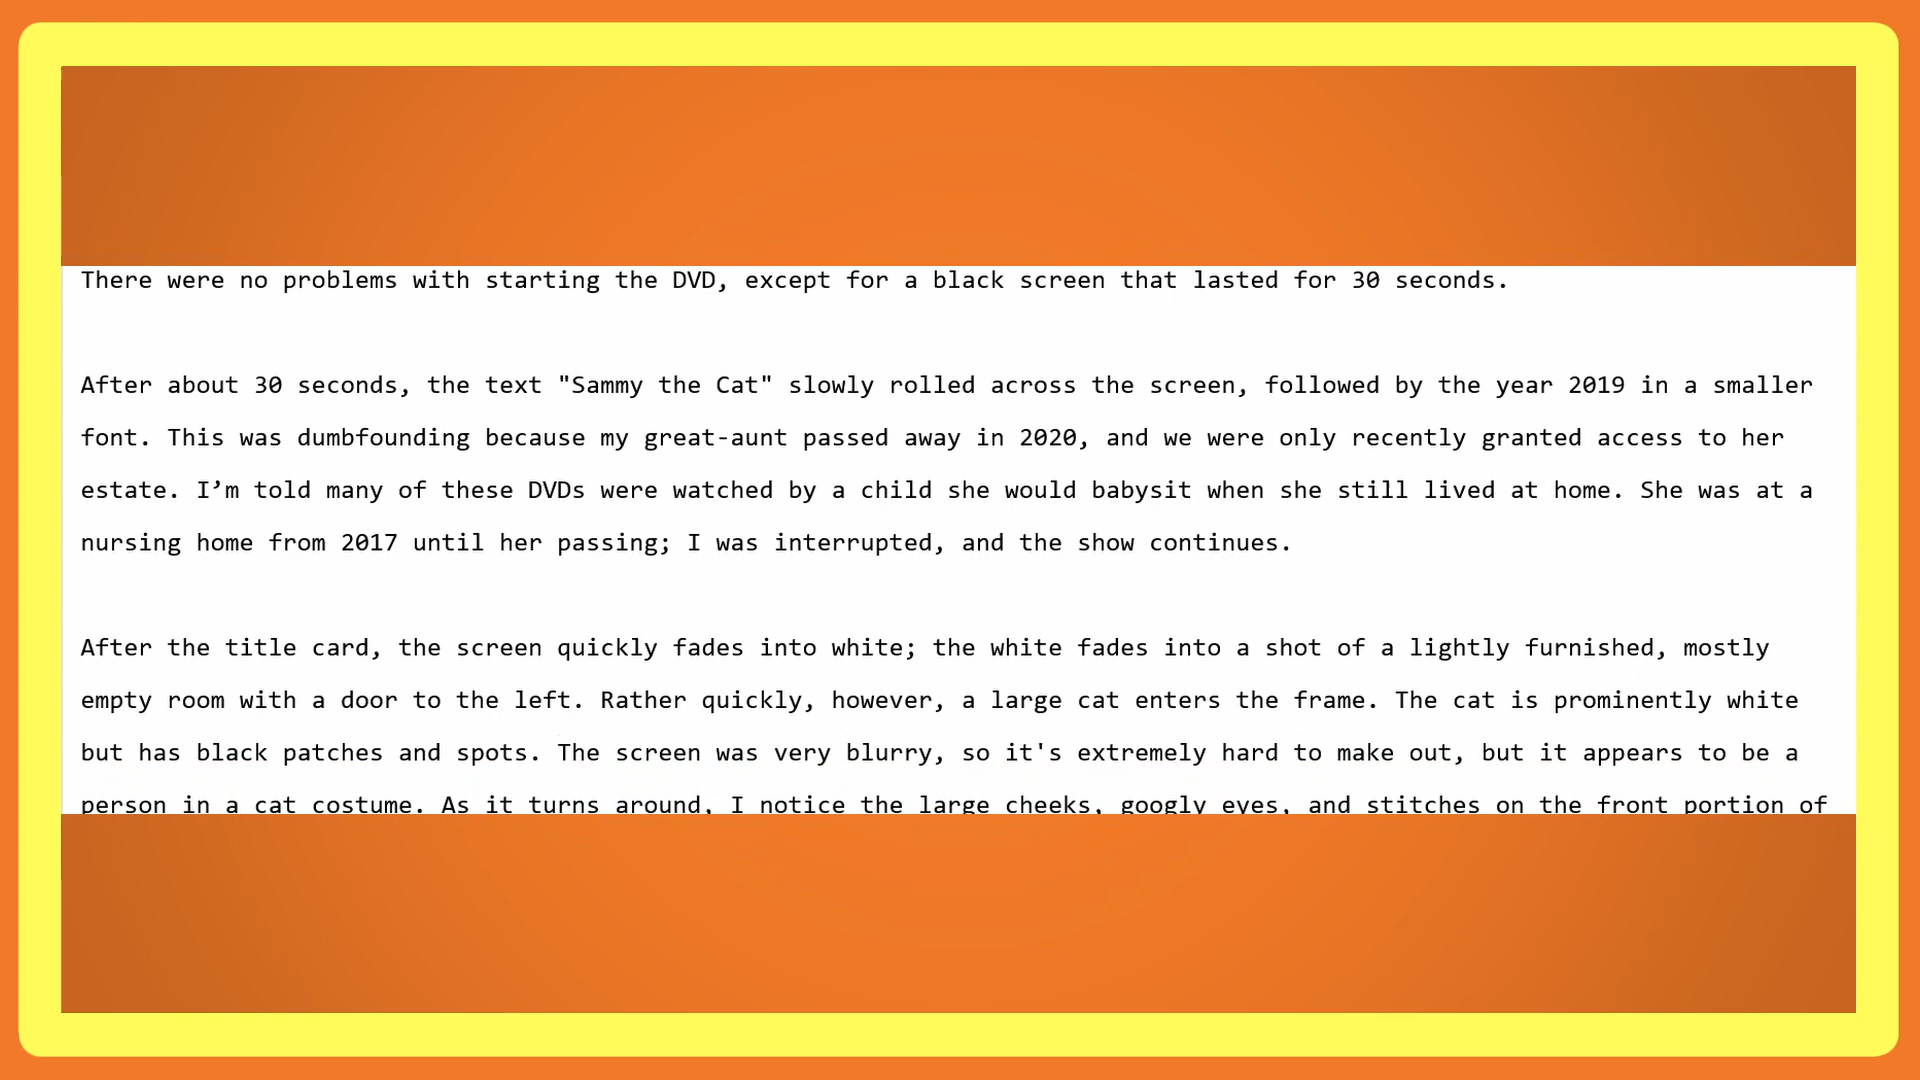 There were no problems with starting the DVD, except for a black screen that lasted for 30 seconds.
After about 30 seconds, the text "Sammy the Cat" slowly rolled across the screen, followed by the year 2019 in a smaller
font. This was dumbfounding because my great-aunt passed away in 2020, and we were only recently granted access to her
estate. I’m told many of these DVDs were watched by a child she would babysit when she still lived at home. She was at a
nursing home from 2017 until her passing; I was interrupted, and the show continues.
After the title card, the screen quickly fades into white; the white fades into a shot of a lightly furnished, mostly
empty room with a door to the left. Rather quickly, however, a large cat enters the frame. The cat is prominently white
but has black patches and spots. The screen was very blurry, so it's extremely hard to make out, but it appears to be a
person in a cat costume. As it turns around, I notice the large cheeks, googly eyes, and stitches on the front portion of